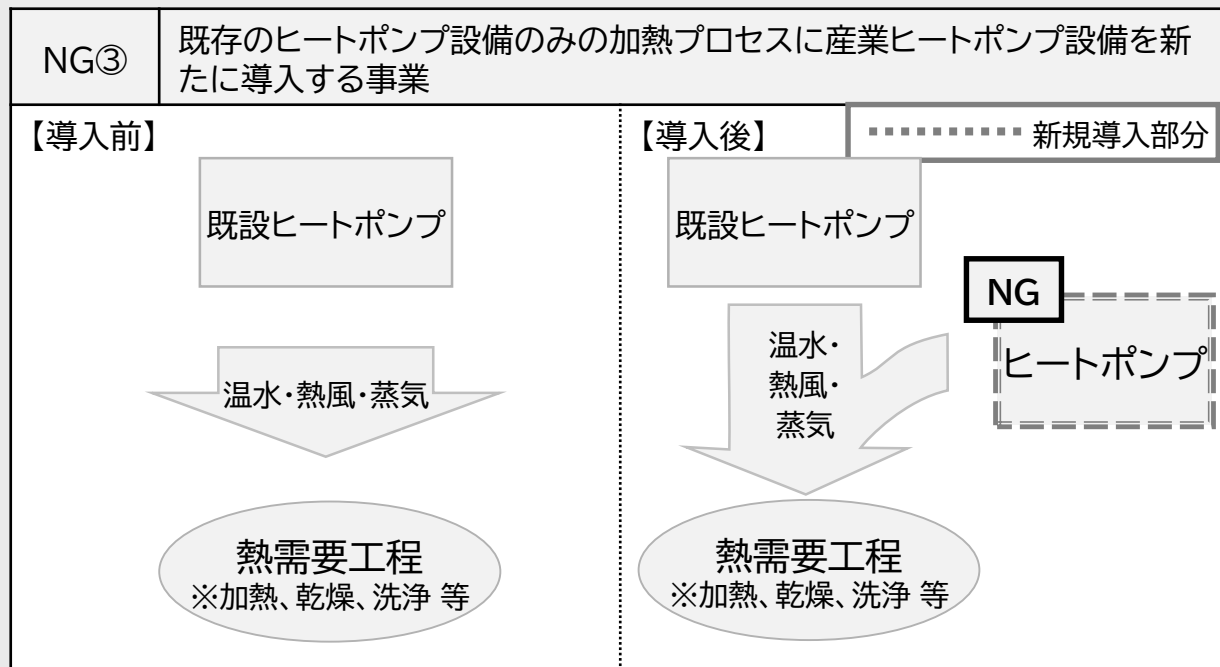 NG③
既存のヒートポンプ設備のみの加熱プロセスに産業ヒートポンプ設備を新
たに導入する事業
【導入前】
既設ヒートポンプ
温水・熱風・蒸気
熱需要工程
※加熱、乾燥、洗浄 等
【導入後】
新規導入部分
既設ヒートポンプ
温水・
熱風・
蒸気
NG
ヒートポンプ
熱需要工程
※加熱、乾燥、洗浄 等